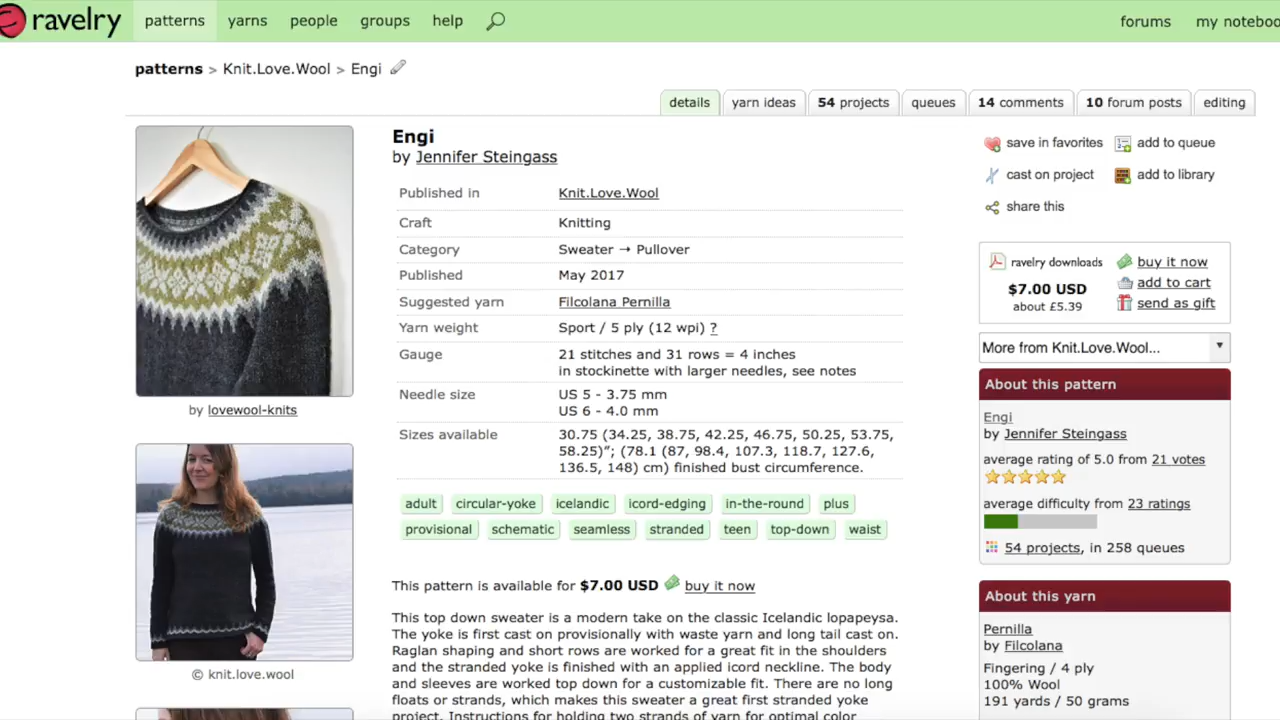 ravelry
patterns
yarns
people
groups
help
forums
my noteboo
patterns > Knit.Love.Wool > Engi
details
yarn ideas
54 projects
queues
14 comments
10 forum posts
editing
by lovewool-knits
© knit.love.wool
Engi
by Jennifer Steingass
Published in Knit.Love.Wool
Craft Knitting
Category Sweater → Pullover
Published May 2017
Suggested yarn Filcolana Pernilla
Yarn weight Sport / 5 ply (12 wpi) ?
Gauge 21 stitches and 31 rows = 4 inches
in stockinette with larger needles, see notes
Needle size US 5 - 3.75 mm
US 6 - 4.0 mm
Sizes available 30.75 (34.25, 38.75, 42.25, 46.75, 50.25, 53.75,
58.25)”; (78.1 (87, 98.4, 107.3, 118.7, 127.6,
136.5, 148) cm) finished bust circumference.
adult circular-yoke icelandic icord-edging in-the-round plus
provisional schematic seamless stranded teen top-down waist
This pattern is available for $7.00 USD buy it now
This top down sweater is a modern take on the classic Icelandic lopapeysa.
The yoke is first cast on provisionally with waste yarn and long tail cast on.
Raglan shaping and short rows are worked for a great fit in the shoulders
and the stranded yoke is finished with an applied icord neckline. The body
and sleeves are worked top down for a customizable fit. There are no long
floats or strands, which makes this sweater a great first stranded yoke
project. Instructions for holding two strands of yarn for optimal color
save in favorites
add to queue
cast on project
add to library
share this
ravelry downloads
$7.00 USD
about £5.39
buy it now
add to cart
send as gift
More from Knit.Love.Wool...
About this pattern
Engi
by Jennifer Steingass
average rating of 5.0 from 21 votes
average difficulty from 23 ratings
54 projects, in 258 queues
About this yarn
Pernilla
by Filcolana
Fingering / 4 ply
100% Wool
191 yards / 50 grams